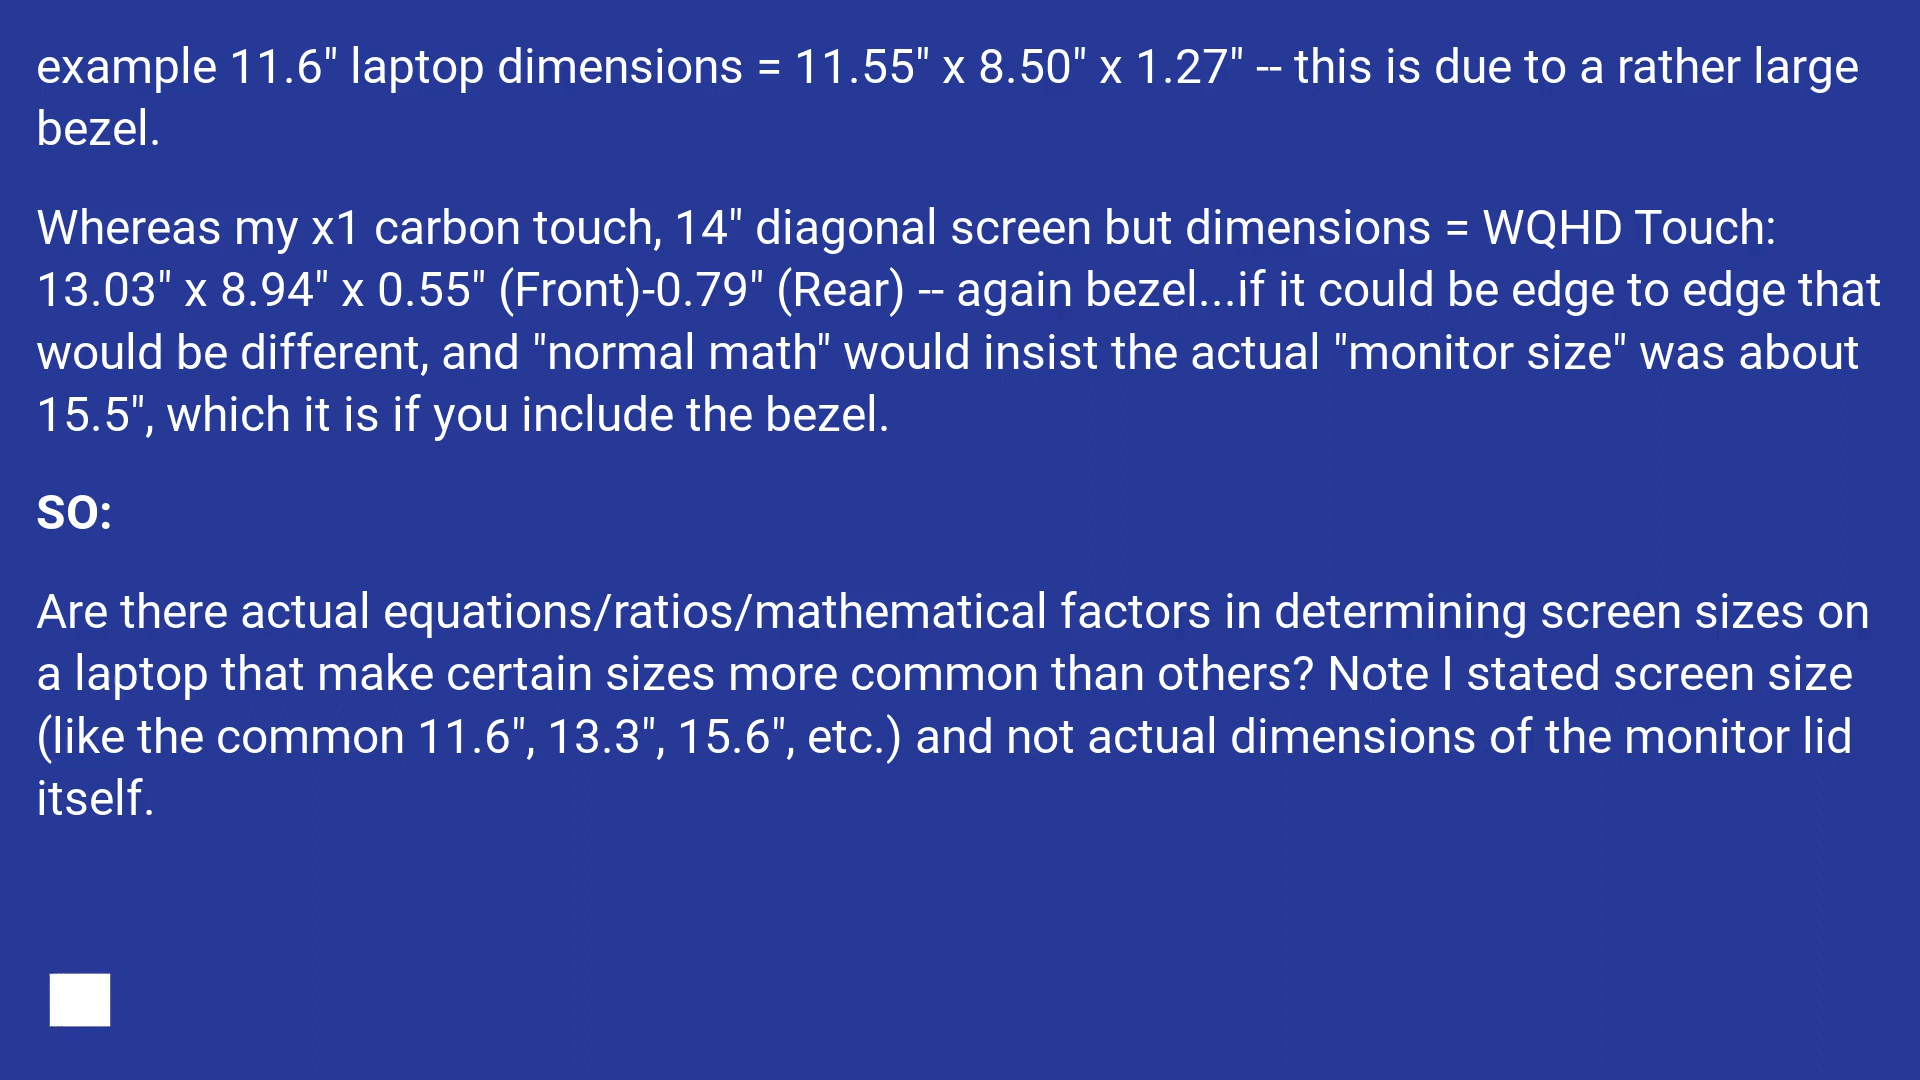 example 11.6" laptop dimensions = 11.55" x 8.50" x 1.27" -- this is due to a rather large
bezel.
Whereas my x1 carbon touch, 14" diagonal screen but dimensions = WQHD Touch:
13.03" x 8.94" x 0.55" (Front)-0.79" (Rear) -- again bezel...if it could be edge to edge that
would be different, and "normal math" would insist the actual "monitor size" was about
15.5", which it is if you include the bezel.
SO:
Are there actual equations/ratios/mathematical factors in determining screen sizes on
a laptop that make certain sizes more common than others? Note I stated screen size
(like the common 11.6", 13.3", 15.6", etc.) and not actual dimensions of the monitor lid
itself.